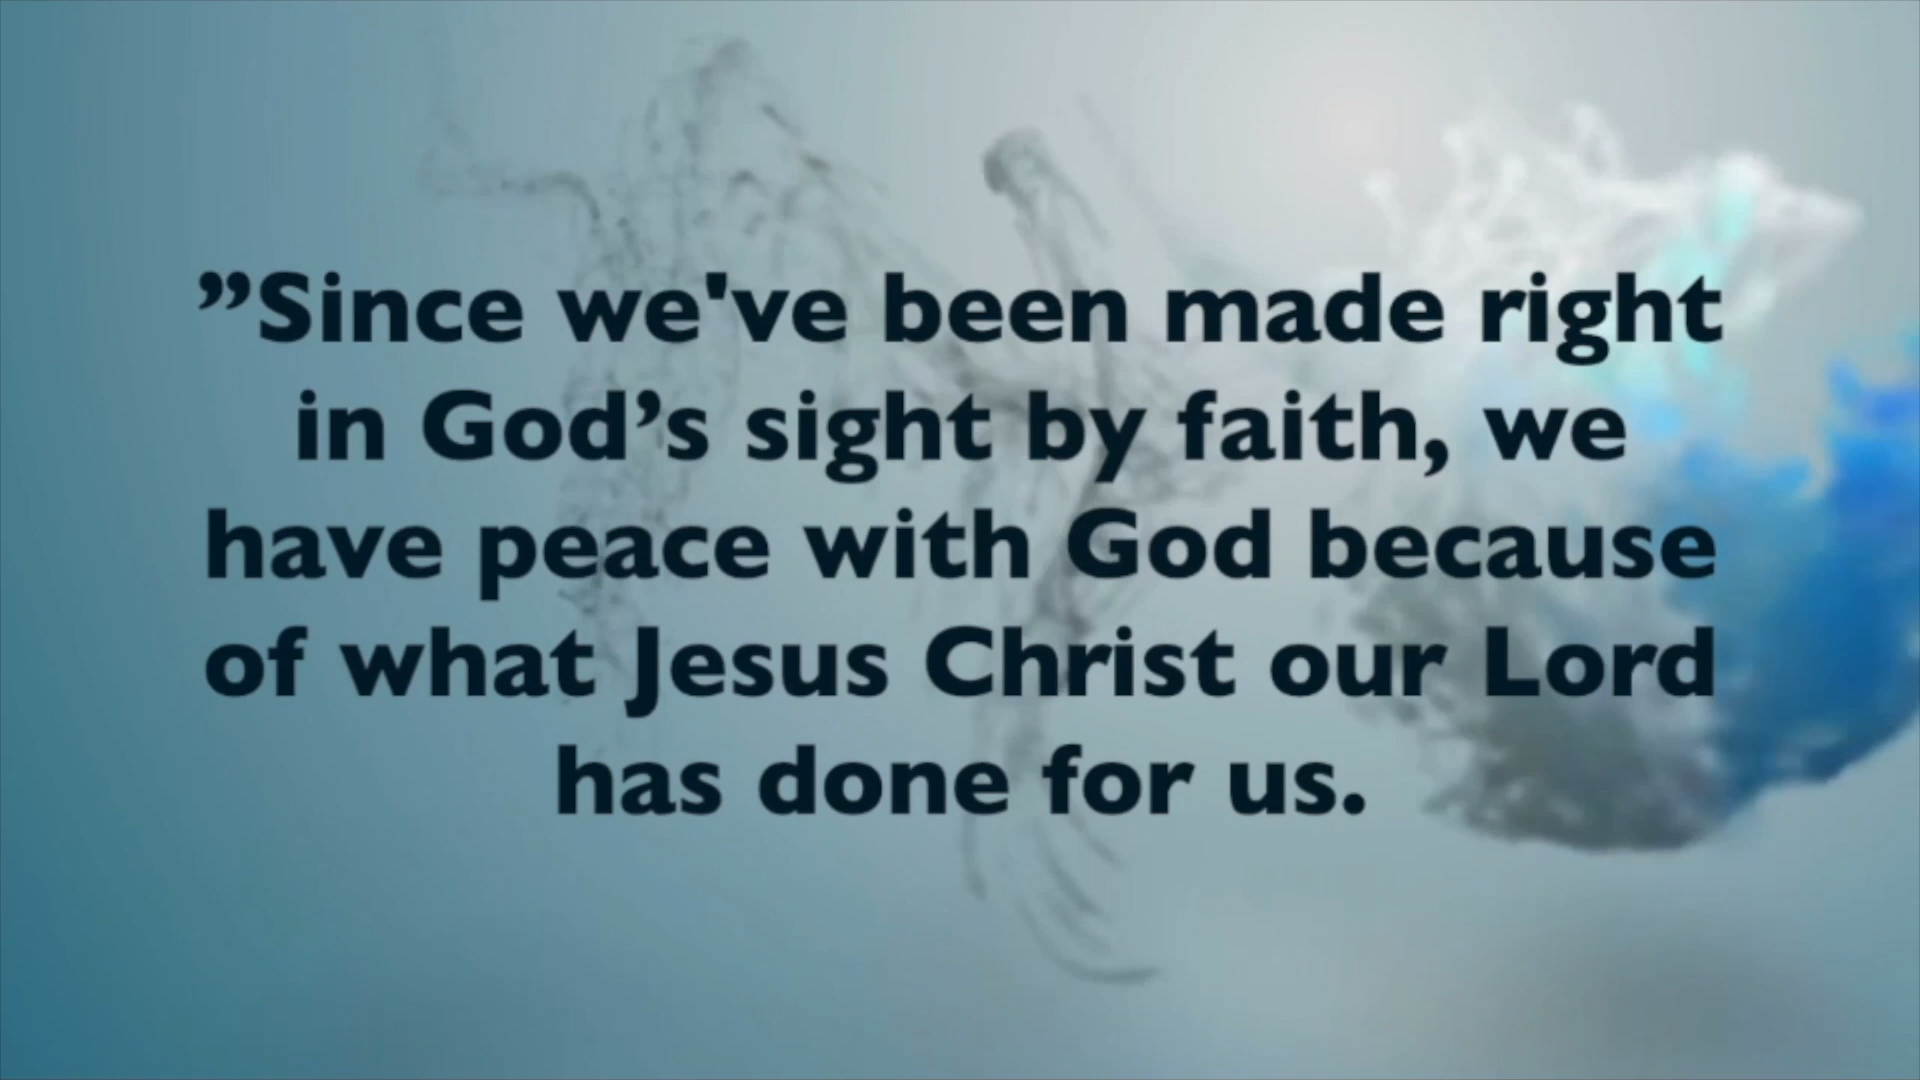 ”Since we've been made right
in God’s sight by faith, we
have peace with God because
of what Jesus Christ our Lord
has done for us.